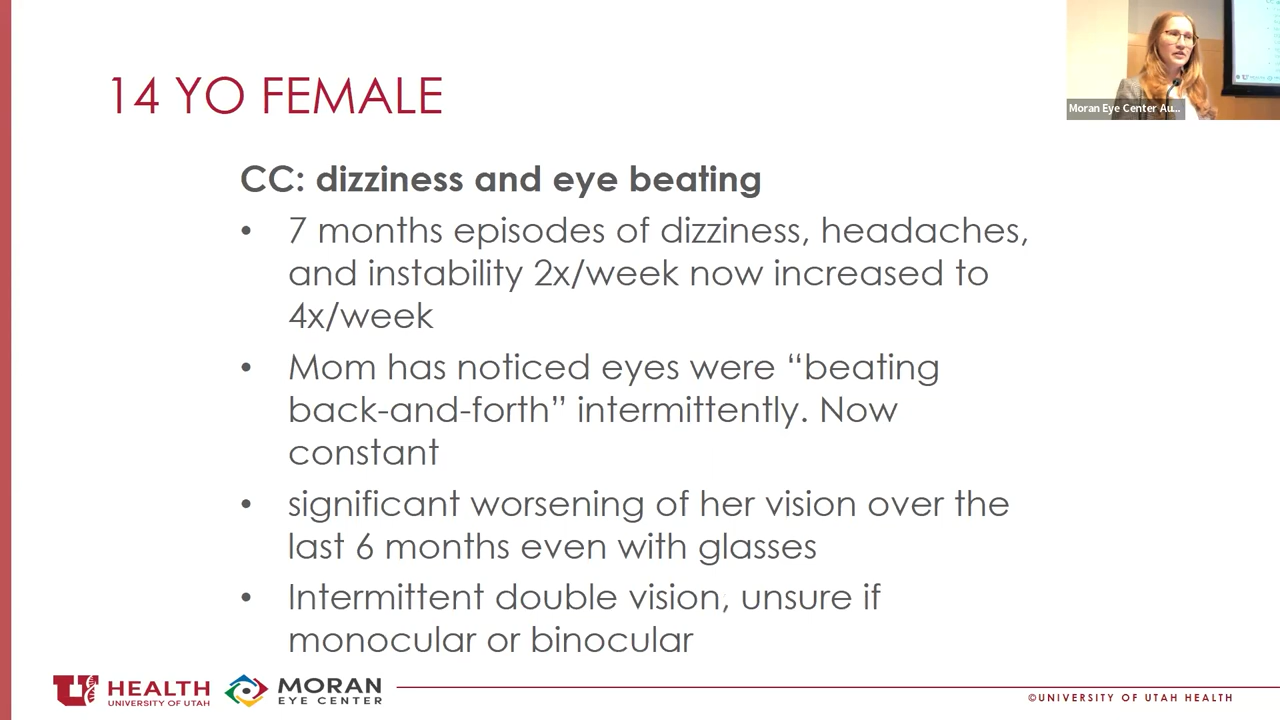 14 YO FEMALE
Moran Eye Center Au...
CC: dizziness and eye beating
• 7 months episodes of dizziness, headaches,
and instability 2x/week now increased to
4x/week
• Mom has noticed eyes were “beating
back-and-forth” intermittently. Now
constant
• significant worsening of her vision over the
last 6 months even with glasses
• Intermittent double vision, unsure if
monocular or binocular
U HEALTH
UNIVERSITY OF UTAH
MORAN
EYE CENTER
©UNIVERSITY OF UTAH HEALTH